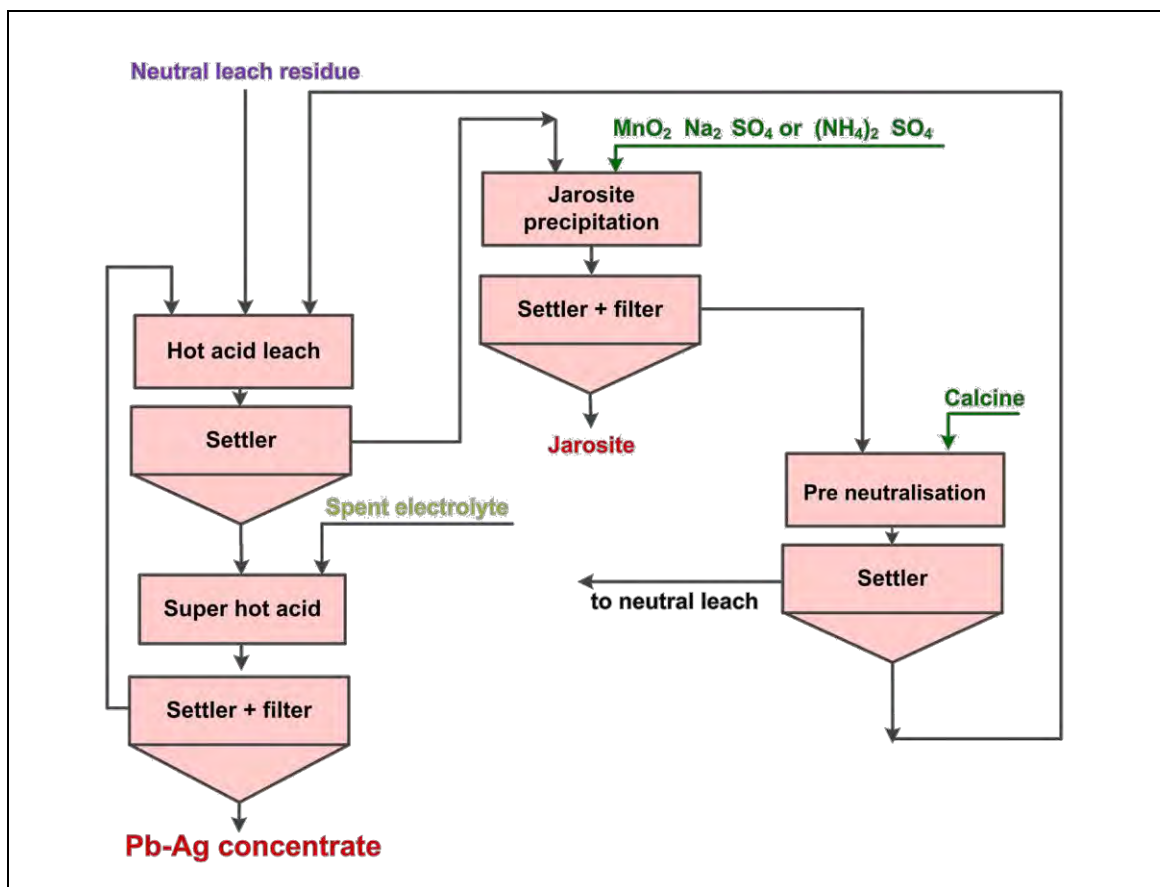 Neutral leach residue
MnO₂ Na₂ SO₄ or (NH₄)₂ SO₄
Jarosite
precipitation
Settler + filter
Hot acid leach
Calcine
Settler
Jarosite
Pre neutralisation
Spent electrolyte
Settler
to neutral leach
Super hot acid
Settler + filter
Pb-Ag concentrate